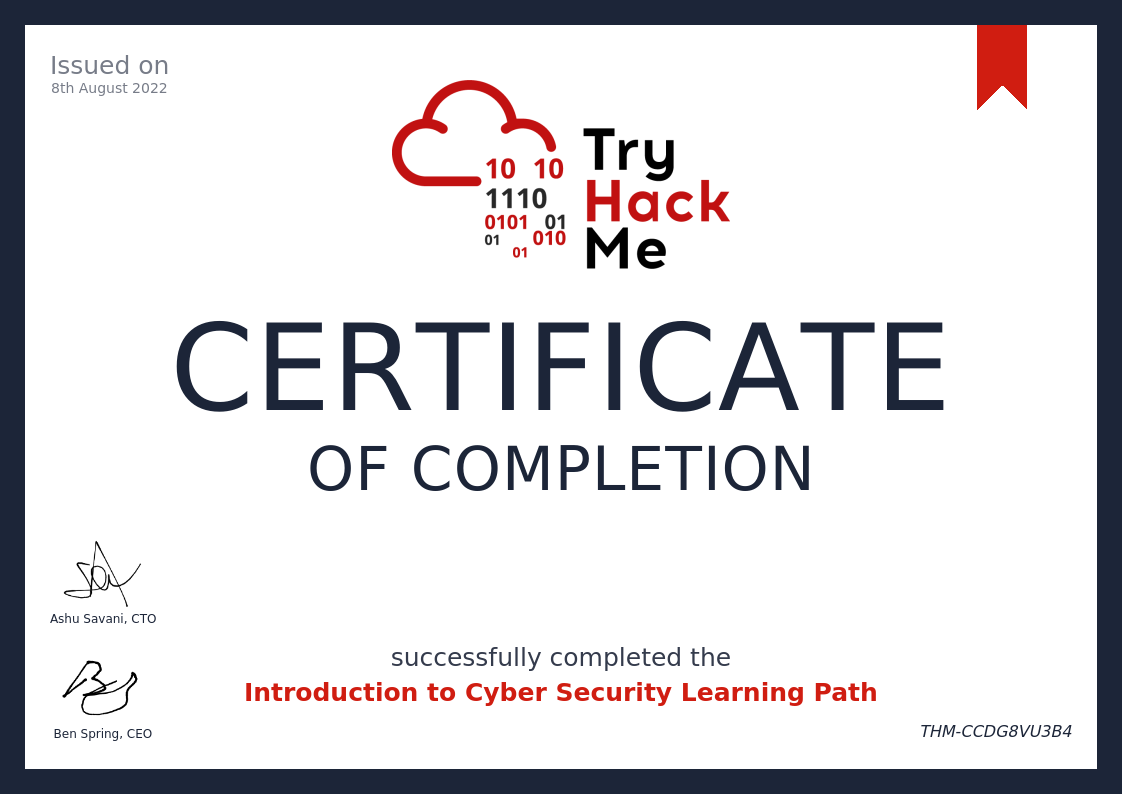 Issued on
8th August 2022
10 10
1110
0101 01
01 010
01
Try
Hack
Me
CERTIFICATE
OF COMPLETION
Ashu Savani, CTO
successfully completed the
Introduction to Cyber Security Learning Path
Ben Spring, CEO
THM-CCDG8VU3B4